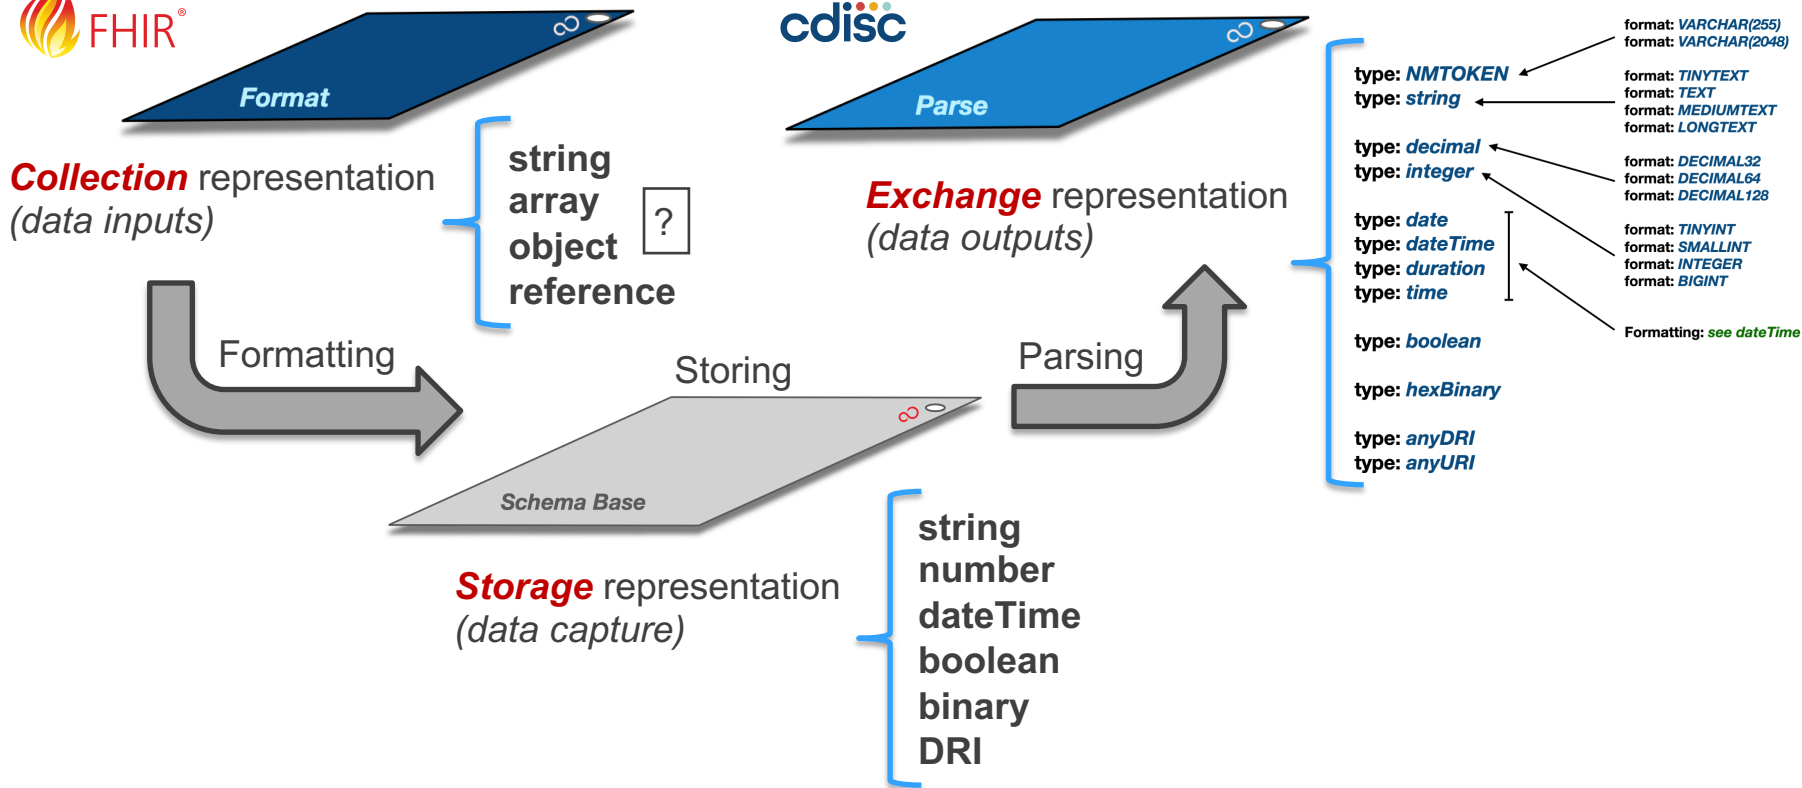 FHIR®
Format
Collection representation
(data inputs)
string
array
object
reference
?
Formatting
Storing
Schema Base
Storage representation
(data capture)
string
number
dateTime
boolean
binary
DRI
Parsing
cdisc
Parse
Exchange representation
(data outputs)
type: NMTOKEN
type: string
type: decimal
type: integer
type: date
type: dateTime
type: duration
type: time
type: boolean
type: hexBinary
type: anyDRI
type: anyURI
format: VARCHAR(255)
format: VARCHAR(2048)
format: TINYTEXT
format: TEXT
format: MEDIUMTEXT
format: LONGTEXT
format: DECIMAL32
format: DECIMAL64
format: DECIMAL128
format: TINYINT
format: SMALLINT
format: INTEGER
format: BIGINT
Formatting: see dateTime